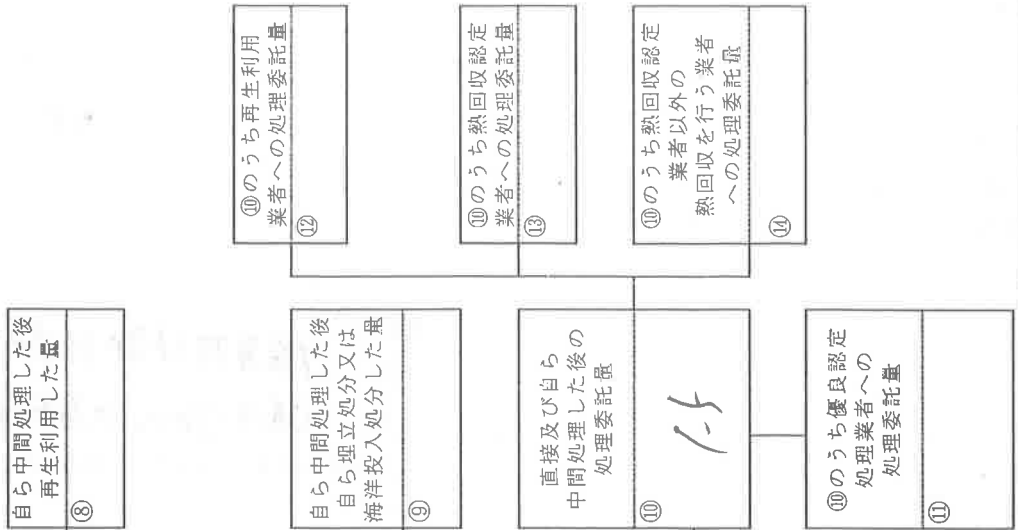 自ら中間処理した後
再生利用した量
⑧
自ら中間処理した後
自ら埋立処分又は
海洋投入処分した量
⑨
直接及び自ら
中間処理した後の
処理委託量
⑩
1.5
⑩のうち優良認定
処理業者への
処理委託量
⑪
⑩のうち再生利用
業者への処理委託量
⑫
⑩のうち熱回収認定
業者への処理委託量
⑬
⑩のうち熱回収認定
業者以外の
熱回収を行う業者
への処理委託量
⑭